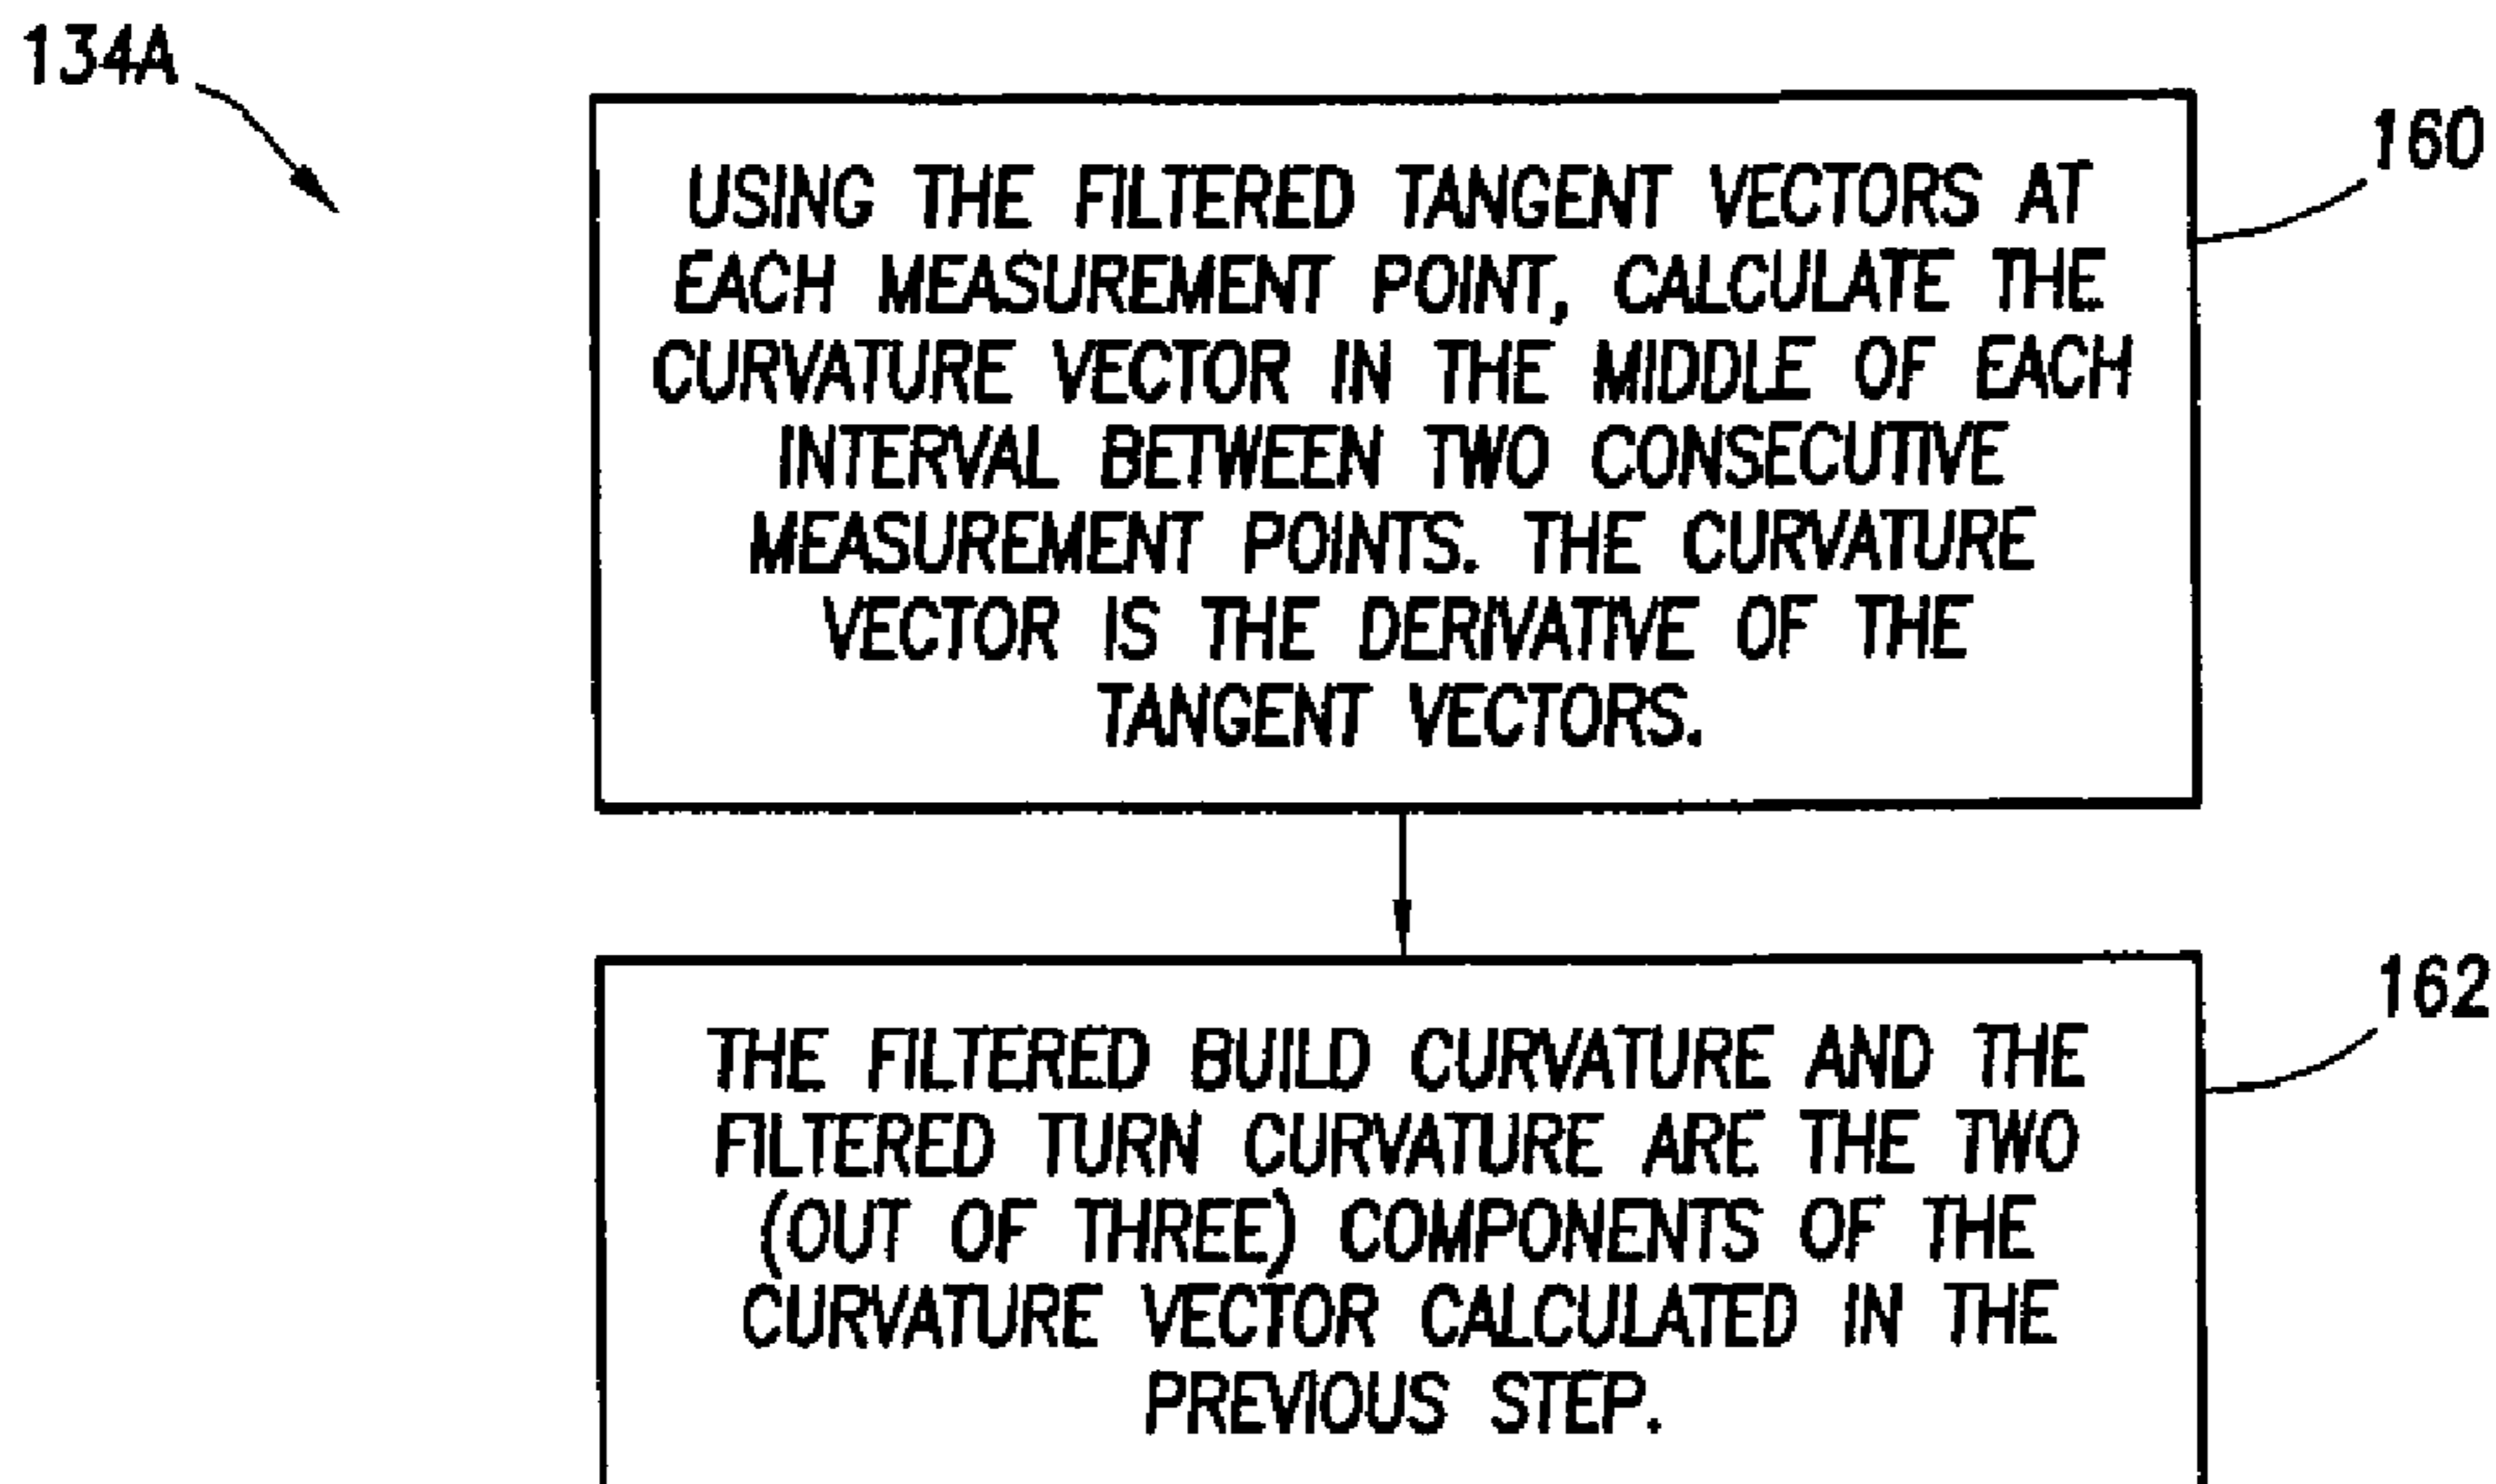 134A
160
USING THE FILTERED TANGENT VECTORS AT
EACH MEASUREMENT POINT, CALCULATE THE
CURVATURE VECTOR IN THE MIDDLE OF EACH
INTERVAL BETWEEN TWO CONSECUTIVE
MEASUREMENT POINTS. THE CURVATURE
VECTOR IS THE DERIVATIVE OF THE
TANGENT VECTORS.
162
THE FILTERED BUILD CURVATURE AND THE
FILTERED TURN CURVATURE ARE THE TWO
(OUT OF THREE) COMPONENTS OF THE
CURVATURE VECTOR CALCULATED IN THE
PREVIOUS STEP.